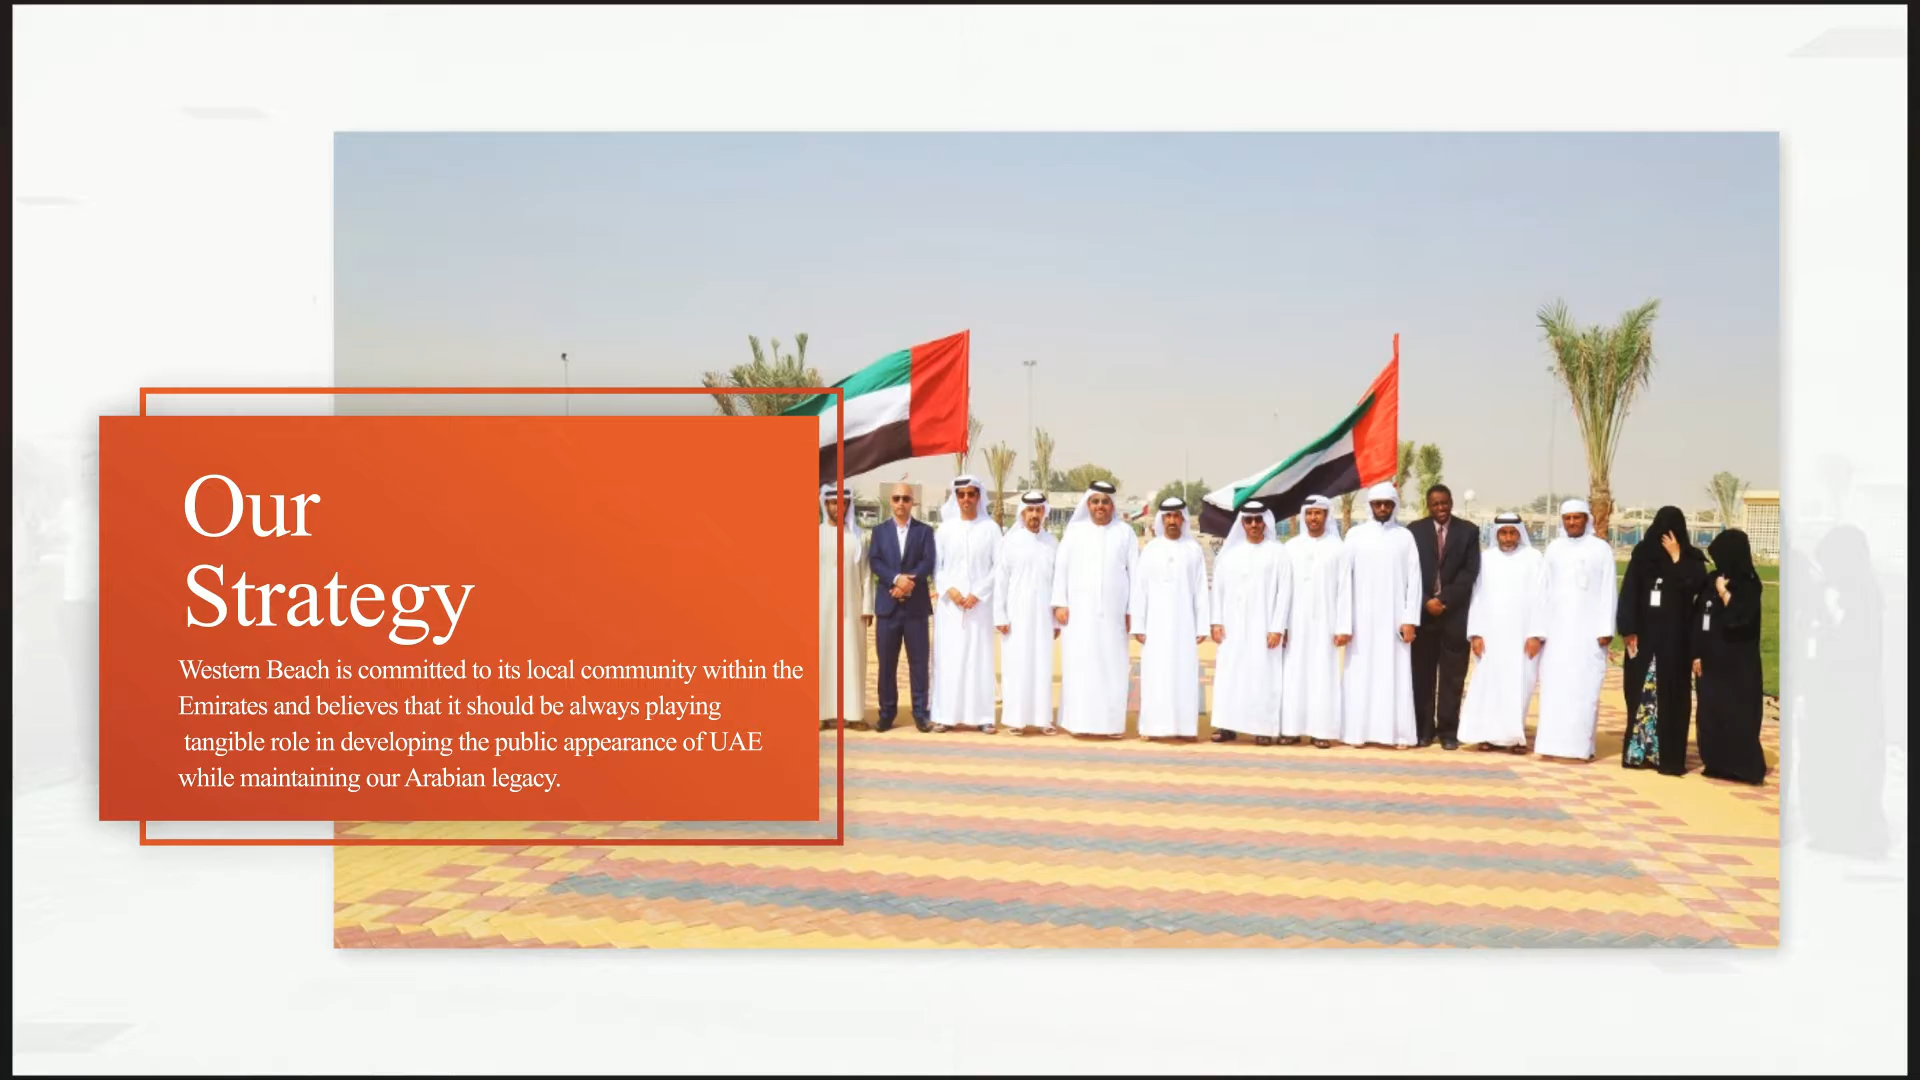 Our
Strategy
Western Beach is committed to its local community within the
Emirates and believes that it should be always playing
tangible role in developing the public appearance of UAE
while maintaining our Arabian legacy.